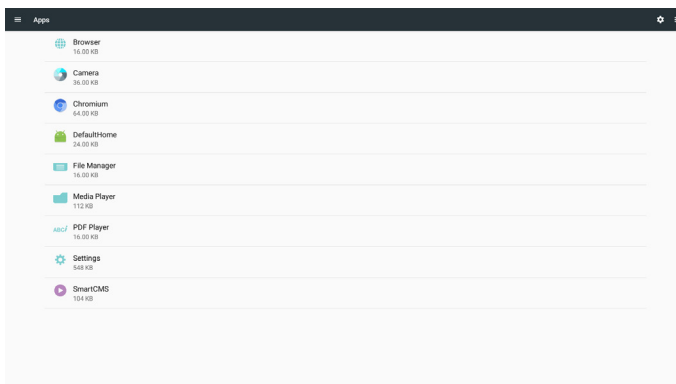 Apps
Browser
16.00 KB
Camera
36.00 KB
Chromium
64.00 KB
DefaultHome
24.00 KB
File Manager
16.00 KB
Media Player
112 KB
ABC/ PDF Player
16.00 KB
Settings
548 KB
SmartCMS
104 KB